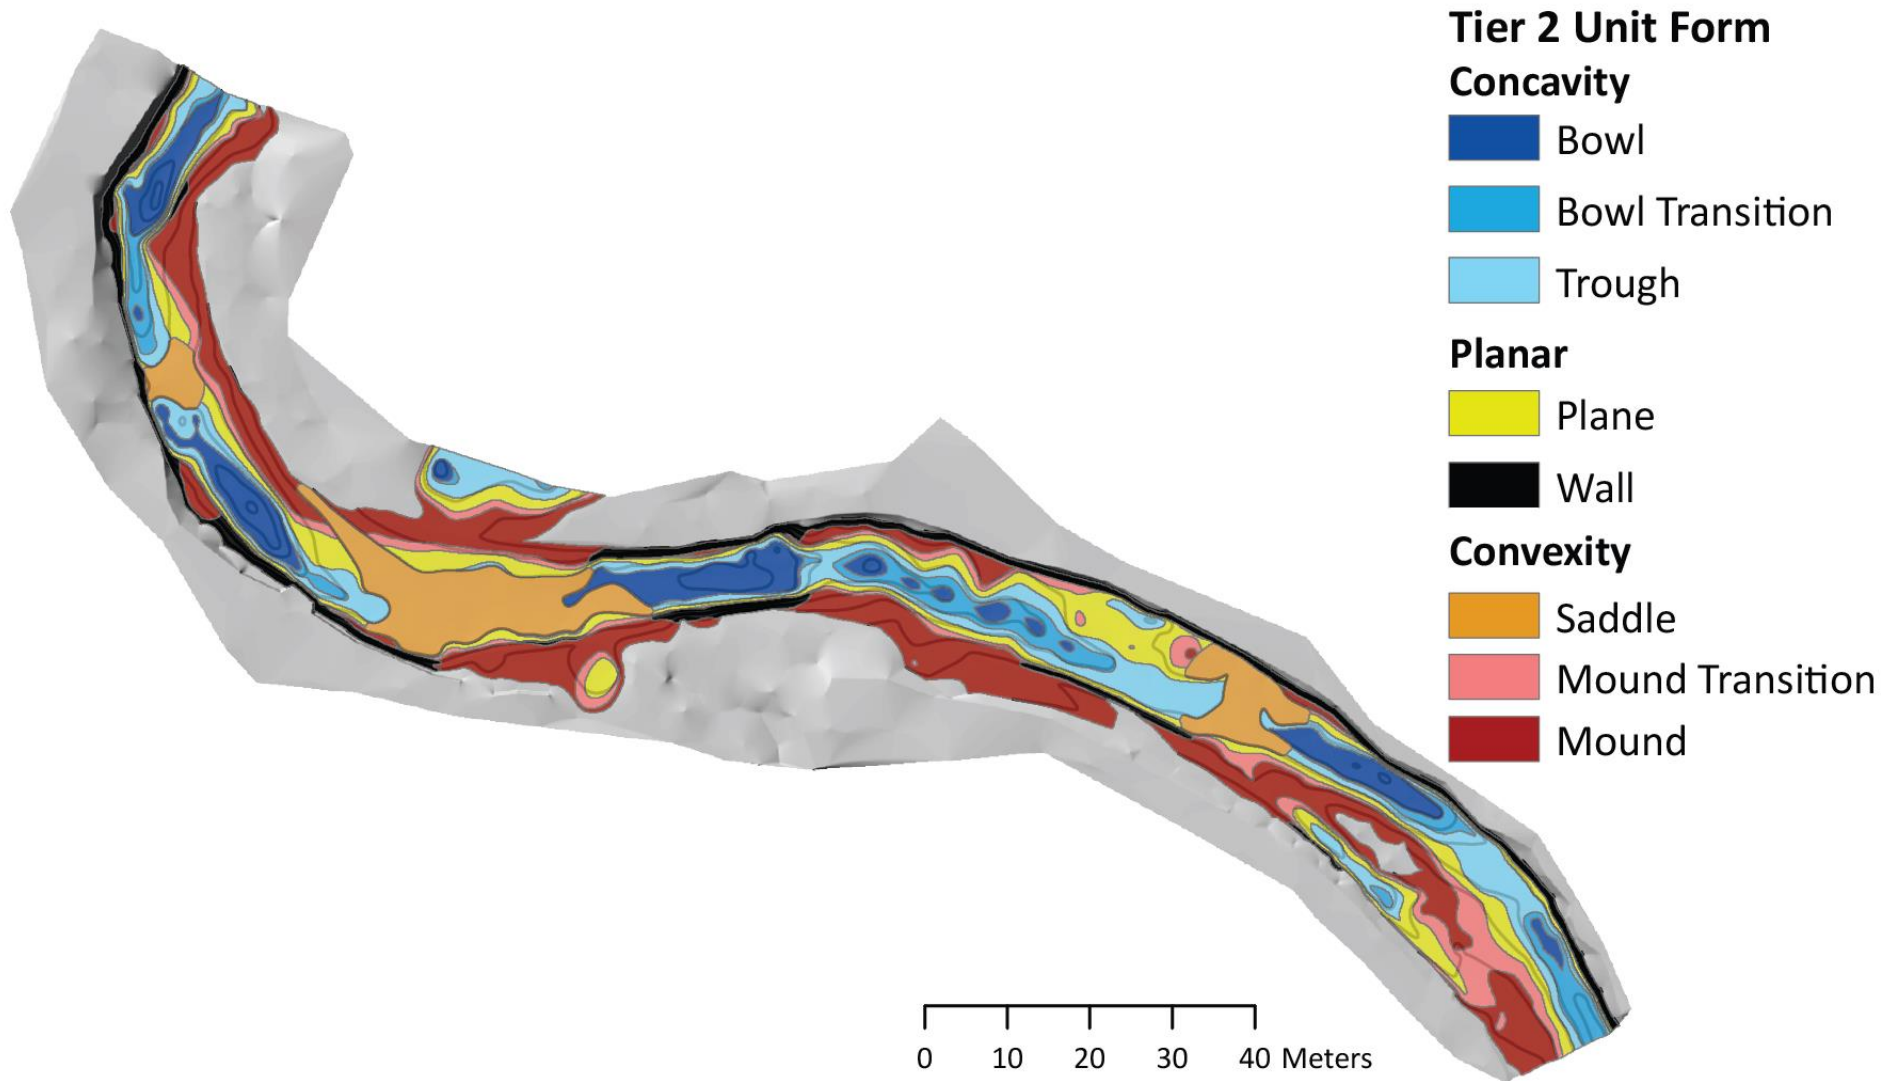 Tier 2 Unit Form
Concavity
Bowl
Bowl Transition
Trough
Planar
Plane
Wall
Convexity
Saddle
Mound Transition
Mound
0 10 20 30 40 Meters